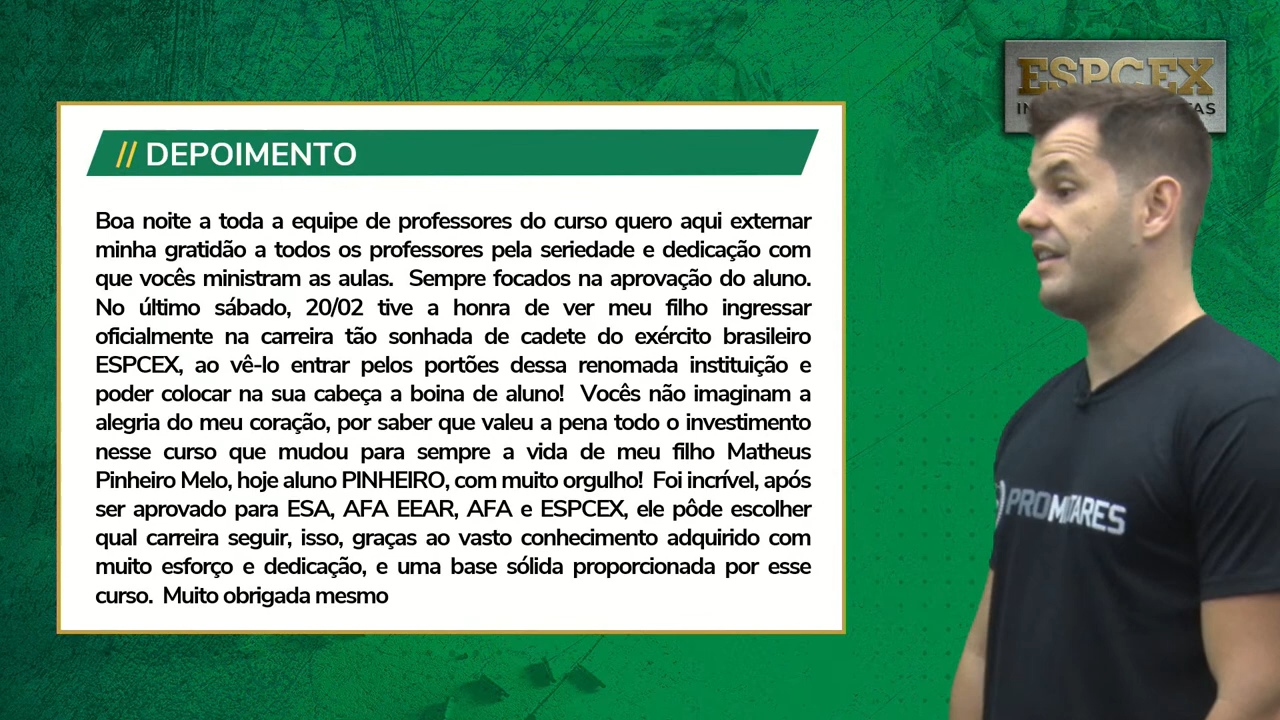 ESPCEX
// DEPOIMENTO
Boa noite a toda a equipe de professores do curso quero aqui externar
minha gratidão a todos os professores pela seriedade e dedicação com
que vocês ministram as aulas.  Sempre focados na aprovação do aluno.
No último sábado, 20/02 tive a honra de ver meu filho ingressar
oficialmente na carreira tão sonhada de cadete do exército brasileiro
ESPCEX, ao vê-lo entrar pelos portões dessa renomada instituição e
poder colocar na sua cabeça a boina de aluno!  Vocês não imaginam a
alegria do meu coração, por saber que valeu a pena todo o investimento
nesse curso que mudou para sempre a vida de meu filho Matheus
Pinheiro Melo, hoje aluno PINHEIRO, com muito orgulho!  Foi incrível, após
ser aprovado para ESA, AFA EEAR, AFA e ESPCEX, ele pôde escolher
qual carreira seguir, isso, graças ao vasto conhecimento adquirido com
muito esforço e dedicação, e uma base sólida proporcionada por esse
curso.  Muito obrigada mesmo
PROMILITARES